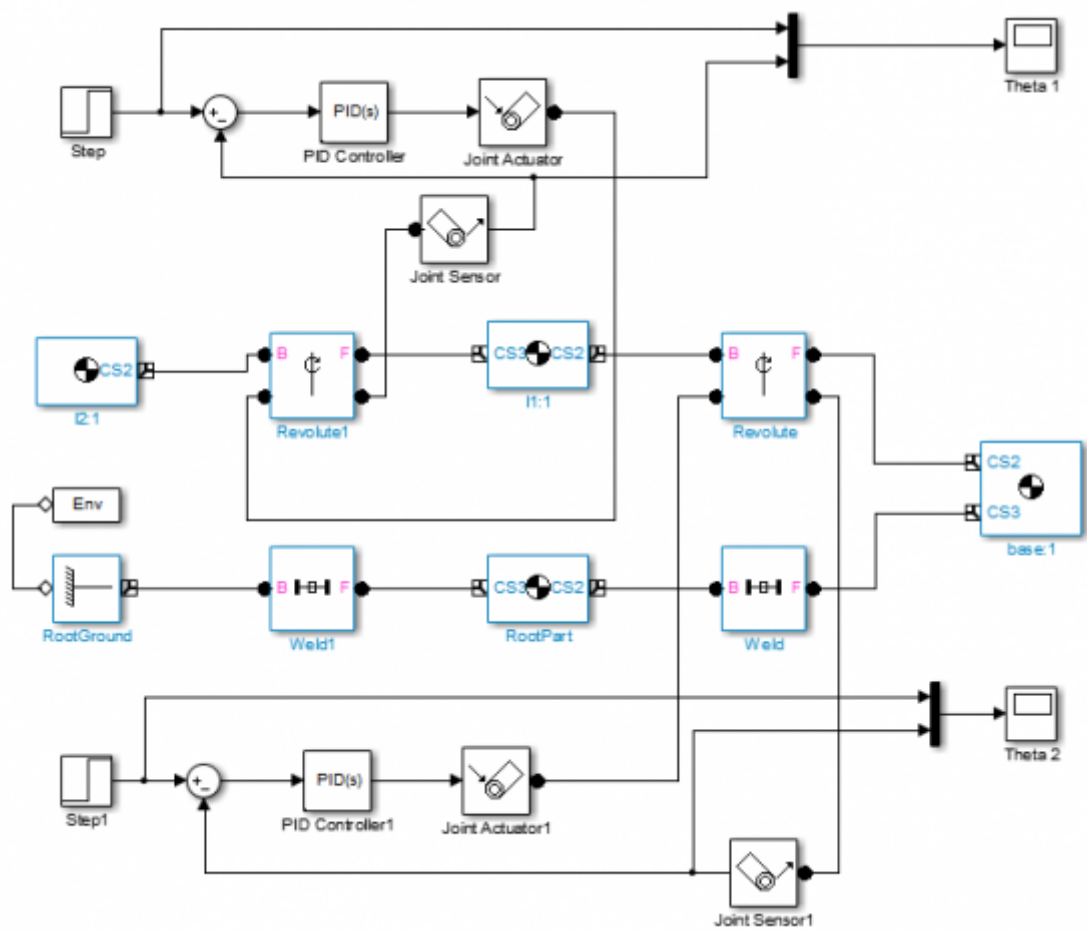 Theta 1
Step
+
-
PID(s)
PID Controller
Joint Actuator
Joint Sensor
CS2
l2:1
B
F
Revolute1
CS3
CS2
l1:1
B
F
Revolute
CS2
CS3
base:1
Env
RootGround
B
F
Weld1
CS3
CS2
RootPart
B
F
Weld
Theta 2
Step1
+
-
PID(s)
PID Controller1
Joint Actuator1
Joint Sensor1